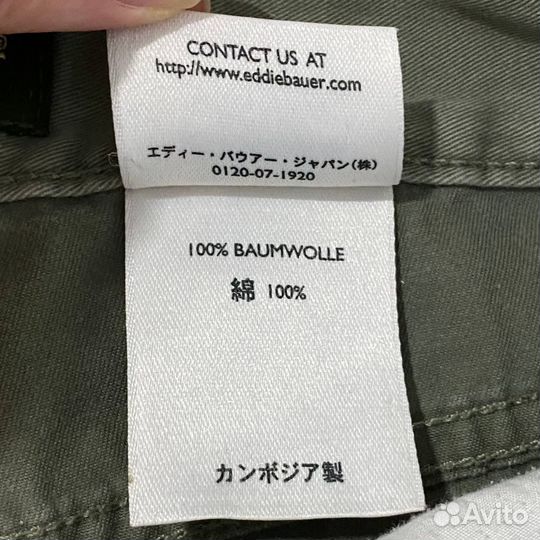 CONTACT US AT
http://www.eddiebauer.com
エディー・バウアー・ジャパン(株)
0120-07-1920
100% BAUMWOLLE
綿 100%
カンボジア製
Avito